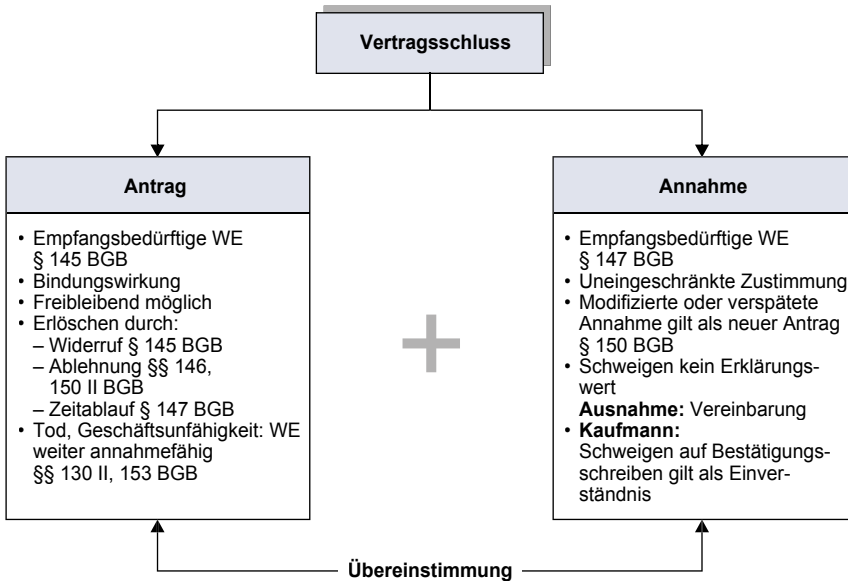 Vertragsschluss
Antrag
• Empfangsbedürftige WE
§ 145 BGB
• Bindungswirkung
• Freibleibend möglich
• Erlöschen durch:
– Widerruf § 145 BGB
– Ablehnung §§ 146,
150 II BGB
– Zeitablauf § 147 BGB
• Tod, Geschäftsunfähigkeit: WE
weiter annahmefähig
§§ 130 II, 153 BGB
+
Annahme
• Empfangsbedürftige WE
§ 147 BGB
• Uneingeschränkte Zustimmung
• Modifizierte oder verspätete
Annahme gilt als neuer Antrag
§ 150 BGB
• Schweigen kein Erklärungs-
wert
Ausnahme: Vereinbarung
• Kaufmann:
Schweigen auf Bestätigungs-
schreiben gilt als Einver-
ständnis
Übereinstimmung